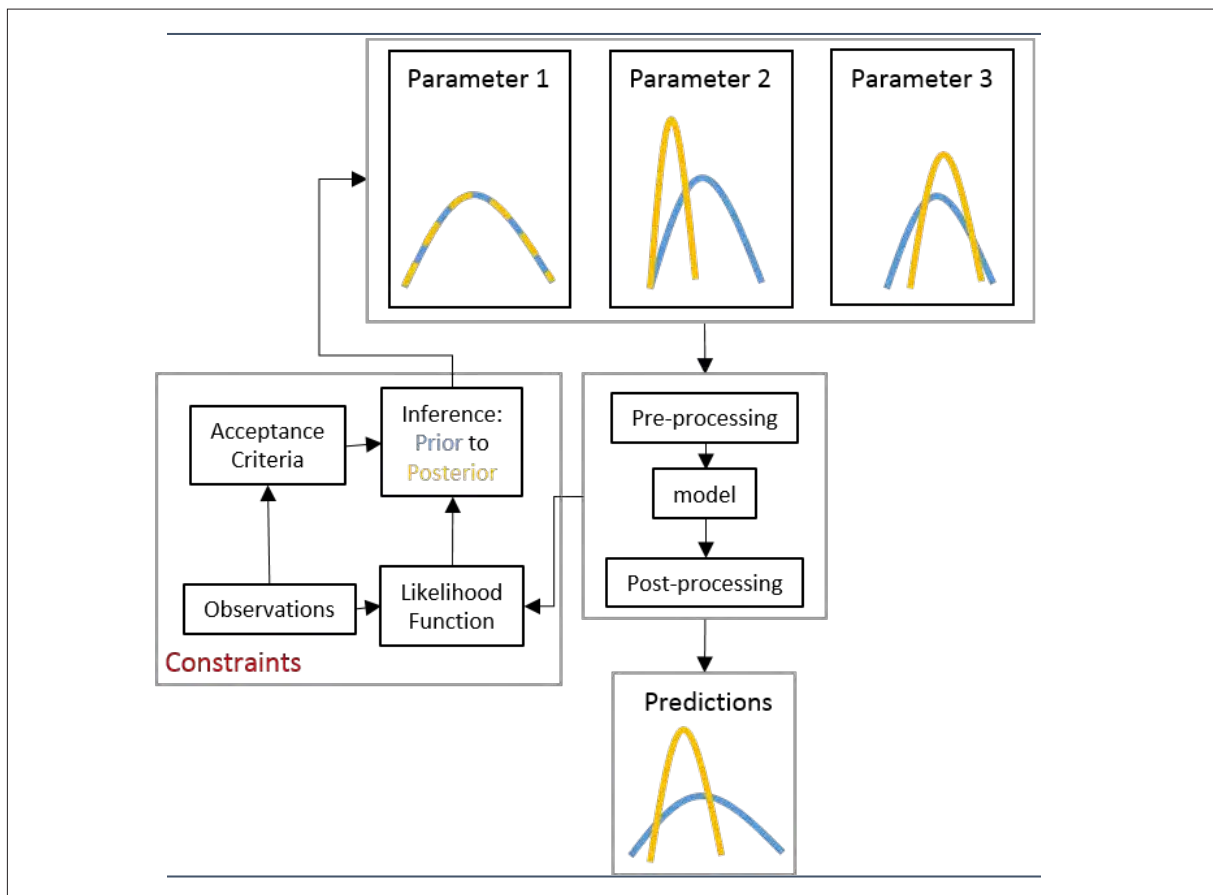 Parameter 1
Parameter 2
Parameter 3
Acceptance
Criteria
Inference:
Prior to
Posterior
Observations
Likelihood
Function
Constraints
Pre-processing
model
Post-processing
Predictions